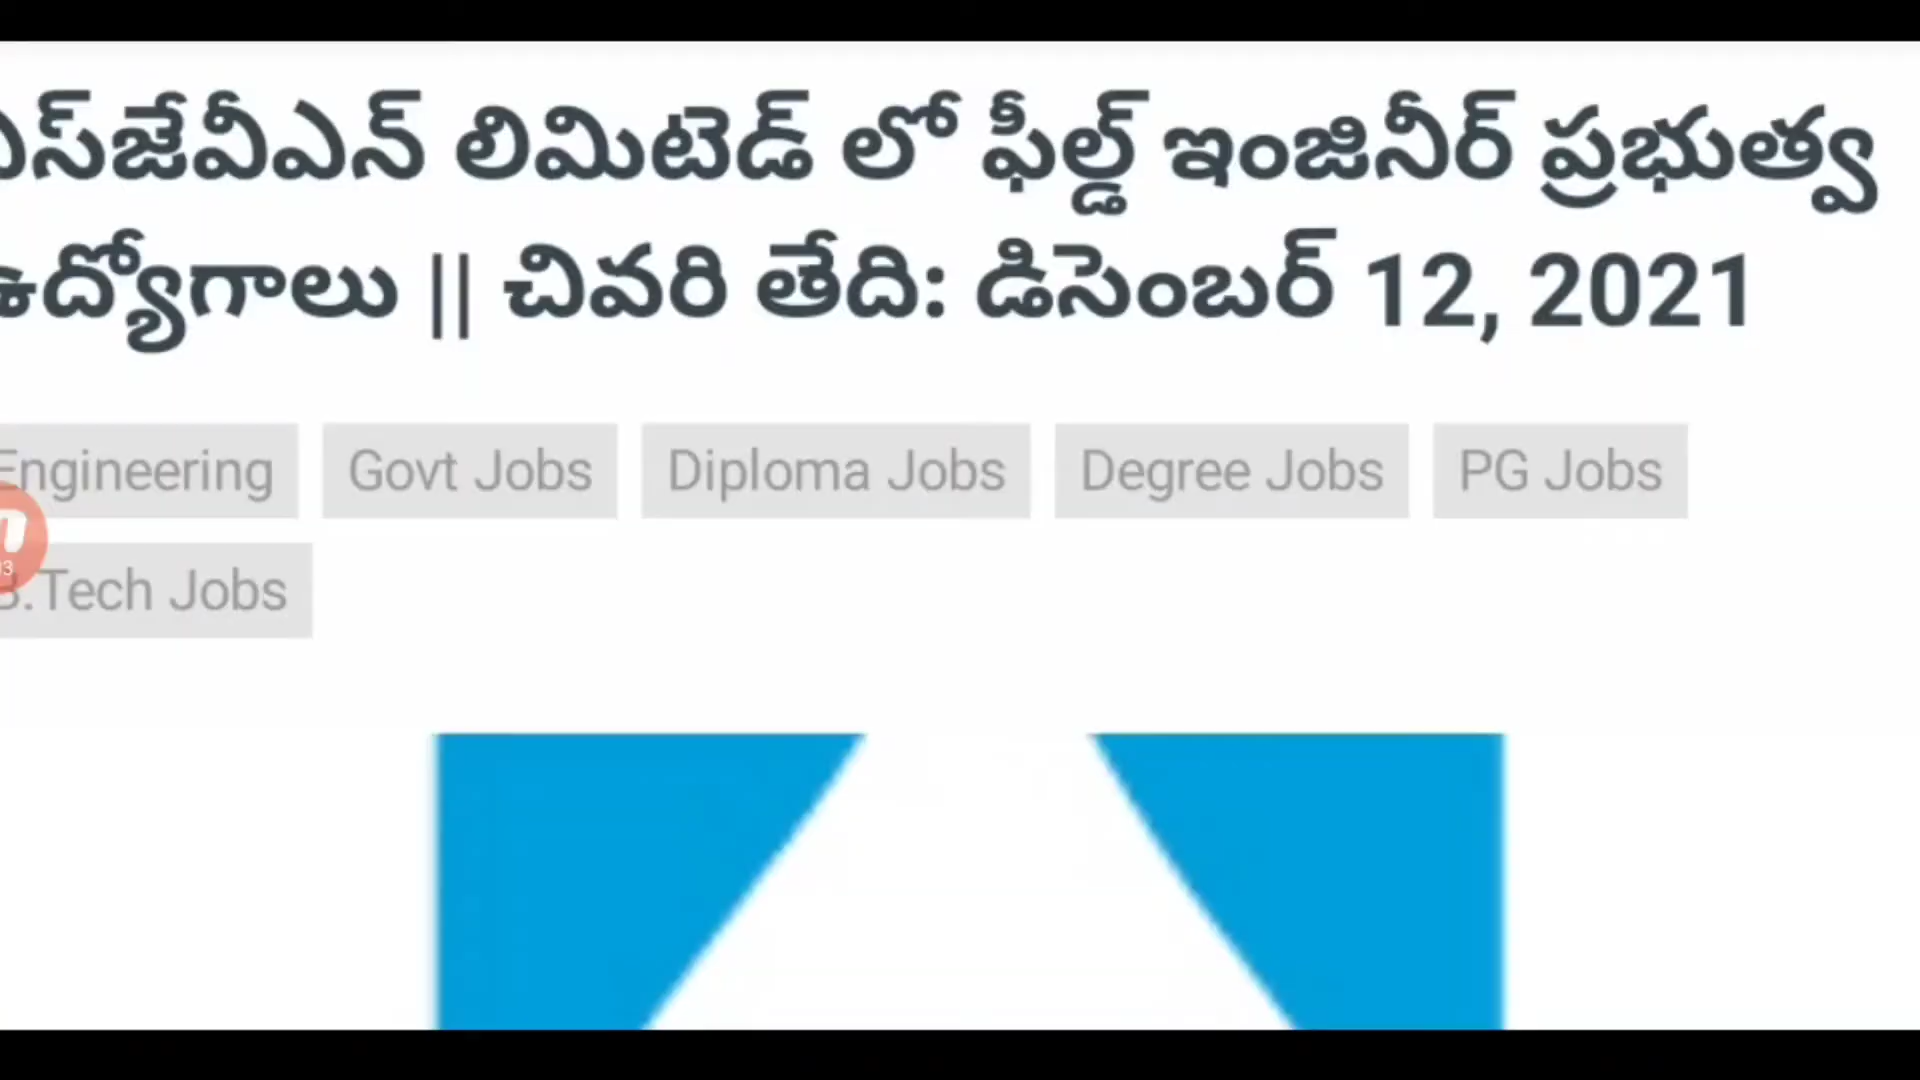 ఎస్‌జేవీఎన్ లిమిటెడ్ లో ఫీల్డ్ ఇంజినీర్ ప్రభుత్వ
ఉద్యోగాలు || చివరి తేది: డిసెంబర్ 12, 2021
Engineering Govt Jobs Diploma Jobs Degree Jobs PG Jobs
B.Tech Jobs